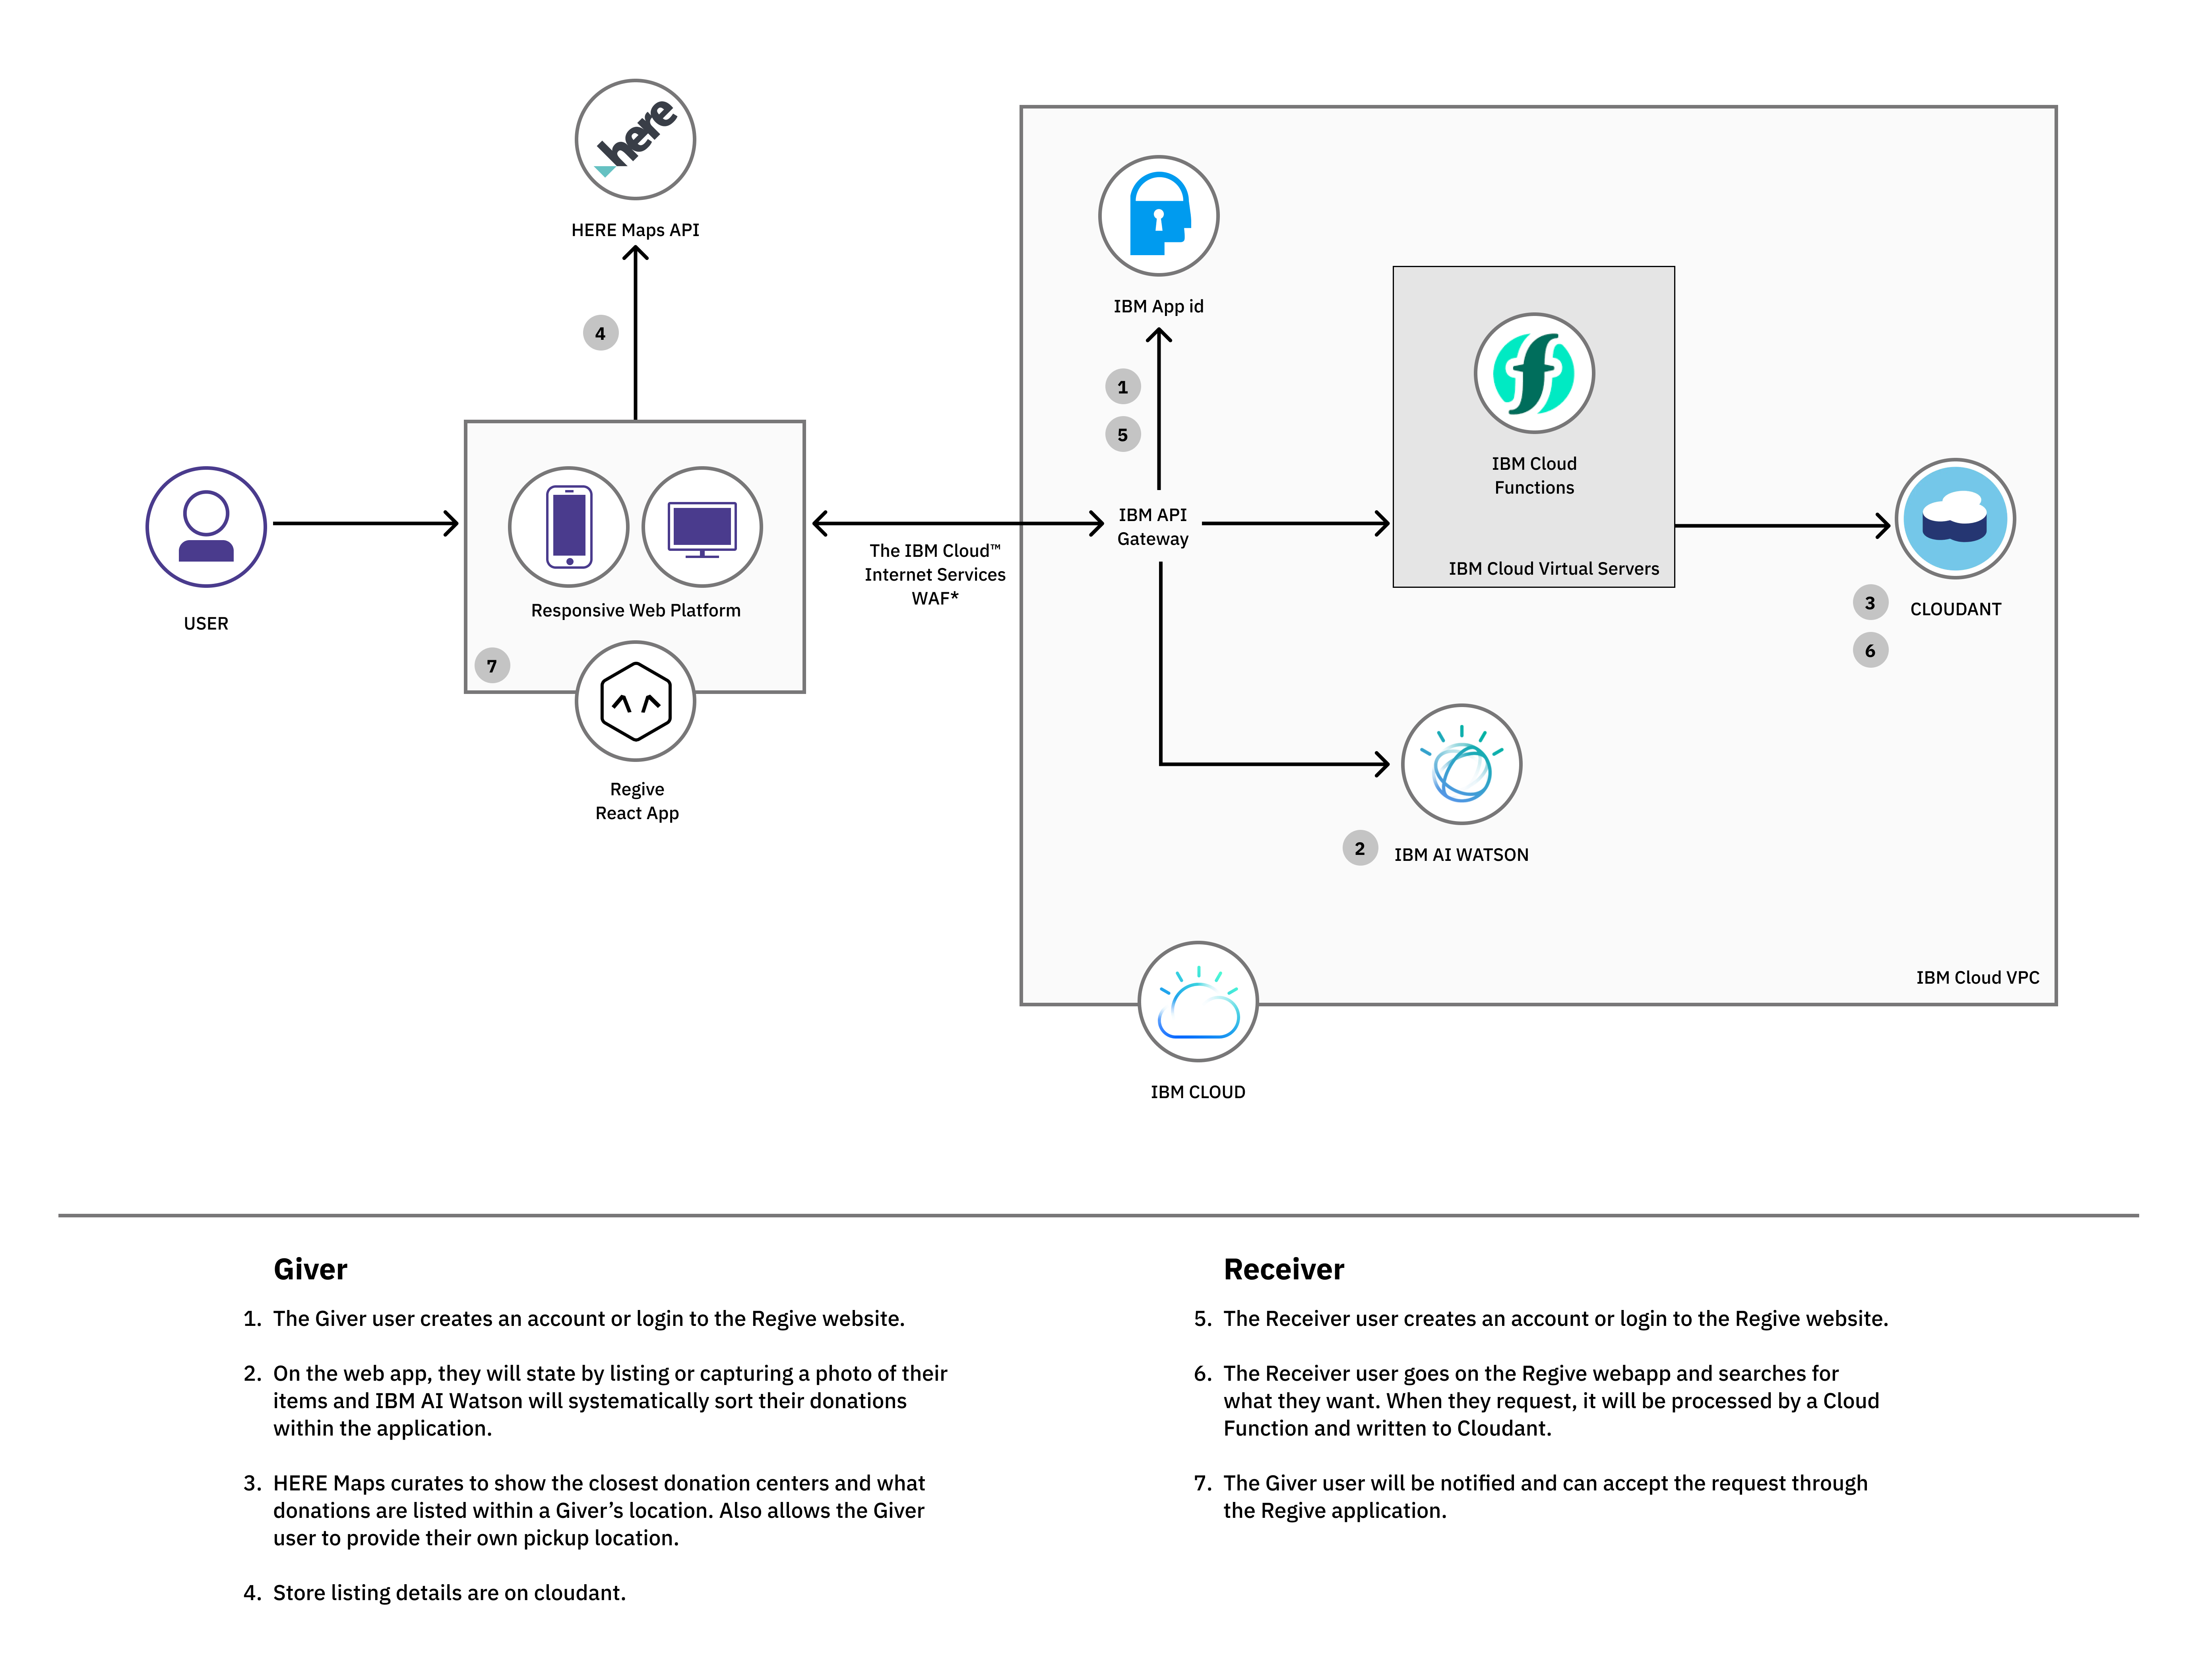 here
HERE Maps API
4
USER
Responsive Web Platform
7
Regive
React App
The IBM Cloud™
Internet Services
WAF*
IBM App id
1
5
IBM API
Gateway
IBM Cloud
Functions
IBM Cloud Virtual Servers
3
CLOUDANT
6
2
IBM AI WATSON
IBM Cloud VPC
IBM CLOUD
Giver
1. The Giver user creates an account or login to the Regive website.
2. On the web app, they will state by listing or capturing a photo of their
items and IBM AI Watson will systematically sort their donations
within the application.
3. HERE Maps curates to show the closest donation centers and what
donations are listed within a Giver’s location. Also allows the Giver
user to provide their own pickup location.
4. Store listing details are on cloudant.
Receiver
5. The Receiver user creates an account or login to the Regive website.
6. The Receiver user goes on the Regive webapp and searches for
what they want. When they request, it will be processed by a Cloud
Function and written to Cloudant.
7. The Giver user will be notified and can accept the request through
the Regive application.